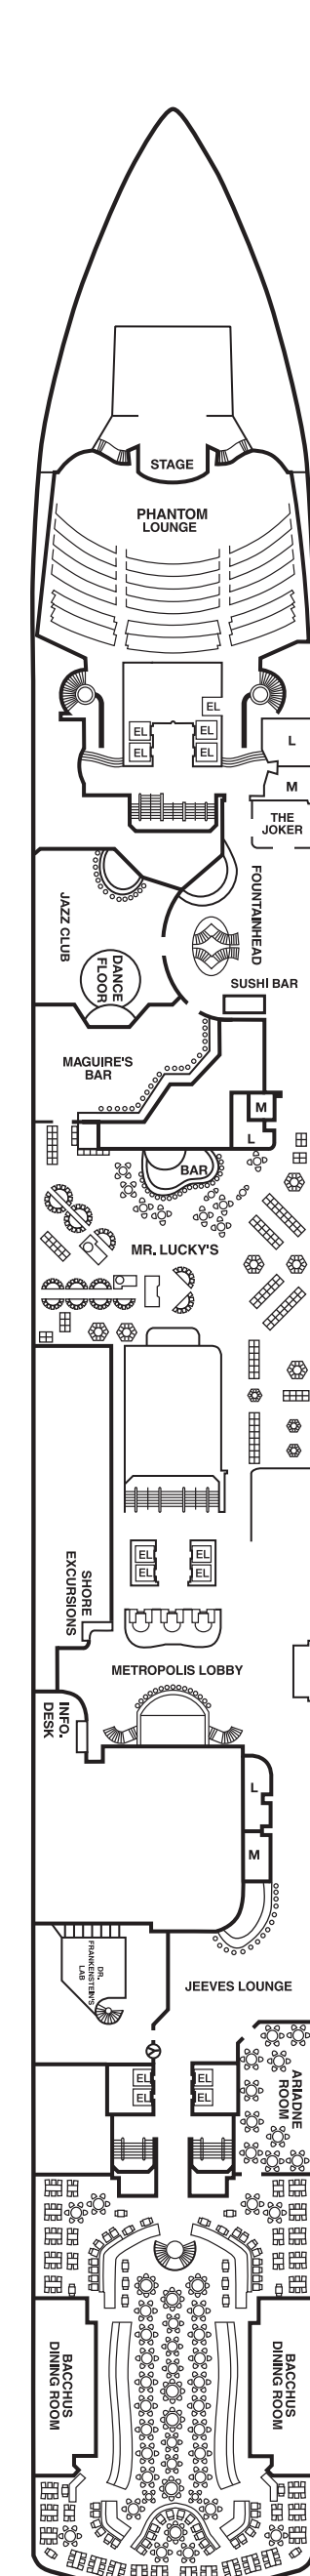 STAGE
PHANTOM
LOUNGE
EL
EL
EL
EL
EL
L
M
THE
JOKER
JAZZ CLUB
DANCE
FLOOR
FOUNTAINHEAD
SUSHI BAR
MAGUIRE'S
BAR
M
L
BAR
MR. LUCKY'S
EL
EL
EL
EL
SHORE
EXCURSIONS
METROPOLIS LOBBY
INFO.
DESK
L
M
DR.
FRANKENSTEIN'S
LAB
JEEVES LOUNGE
Y
EL
EL
EL
EL
ARIADNE
ROOM
BACCHUS
DINING ROOM
BACCHUS
DINING ROOM